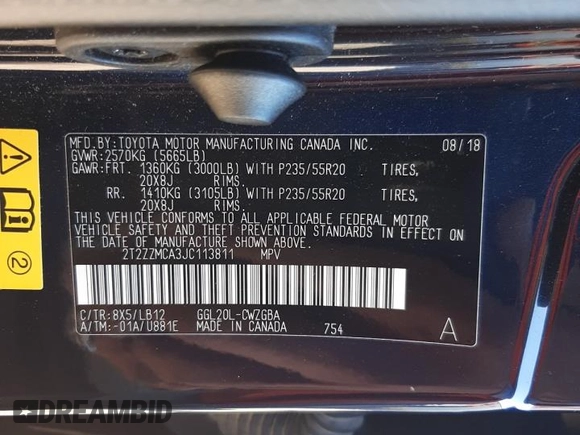 MFD.BY:TOYOTA MOTOR MANUFACTURING CANADA INC. 08/18
GVWR:2570KG (5665LB)
GAWR:FRT. 1360KG (3000LB) WITH P235/55R20 TIRES,
20X8J RIMS.
RR. 1410KG (3105LB) WITH P235/55R20 TIRES,
20X8J RIMS.
THIS VEHICLE CONFORMS TO ALL APPLICABLE FEDERAL MOTOR
VEHICLE SAFETY AND THEFT PREVENTION STANDARDS IN EFFECT ON
THE DATE OF MANUFACTURE SHOWN ABOVE.
2T2ZZMCA3JC113811 MPV
C/TR:8X5/LB12 GGL20L-CWZGBA
A/TM:-01A/U881E MADE IN CANADA 754 A
2
DREAMBID